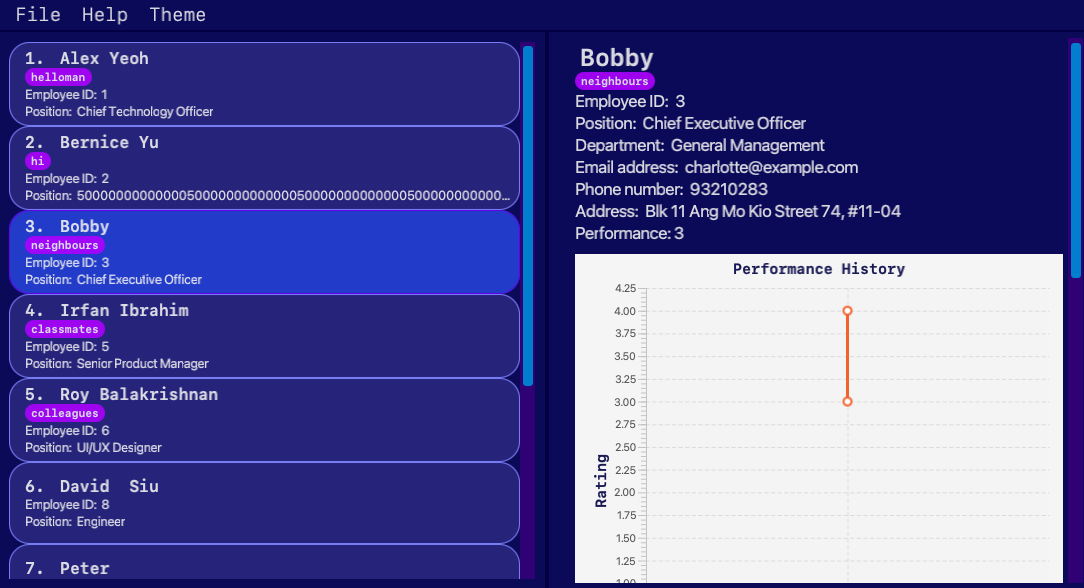 File Help Theme
1. Alex Yeoh
helloman
Employee ID: 1
Position: Chief Technology Officer
2. Bernice Yu
hi
Employee ID: 2
Position: 500000000000005000000000000050000000000000500000000000...
3. Bobby
neighbours
Employee ID: 3
Position: Chief Executive Officer
4. Irfan Ibrahim
classmates
Employee ID: 5
Position: Senior Product Manager
5. Roy Balakrishnan
colleagues
Employee ID: 6
Position: UI/UX Designer
6. David  Siu
Employee ID: 8
Position: Engineer
7. Peter
Bobby
neighbours
Employee ID: 3
Position: Chief Executive Officer
Department: General Management
Email address: charlotte@example.com
Phone number: 93210283
Address: Blk 11 Ang Mo Kio Street 74, #11-04
Performance: 3
Performance History
Rating
4.25
4.00
3.75
3.50
3.25
3.00
2.75
2.50
2.25
2.00
1.75
1.50
1.25
1.00